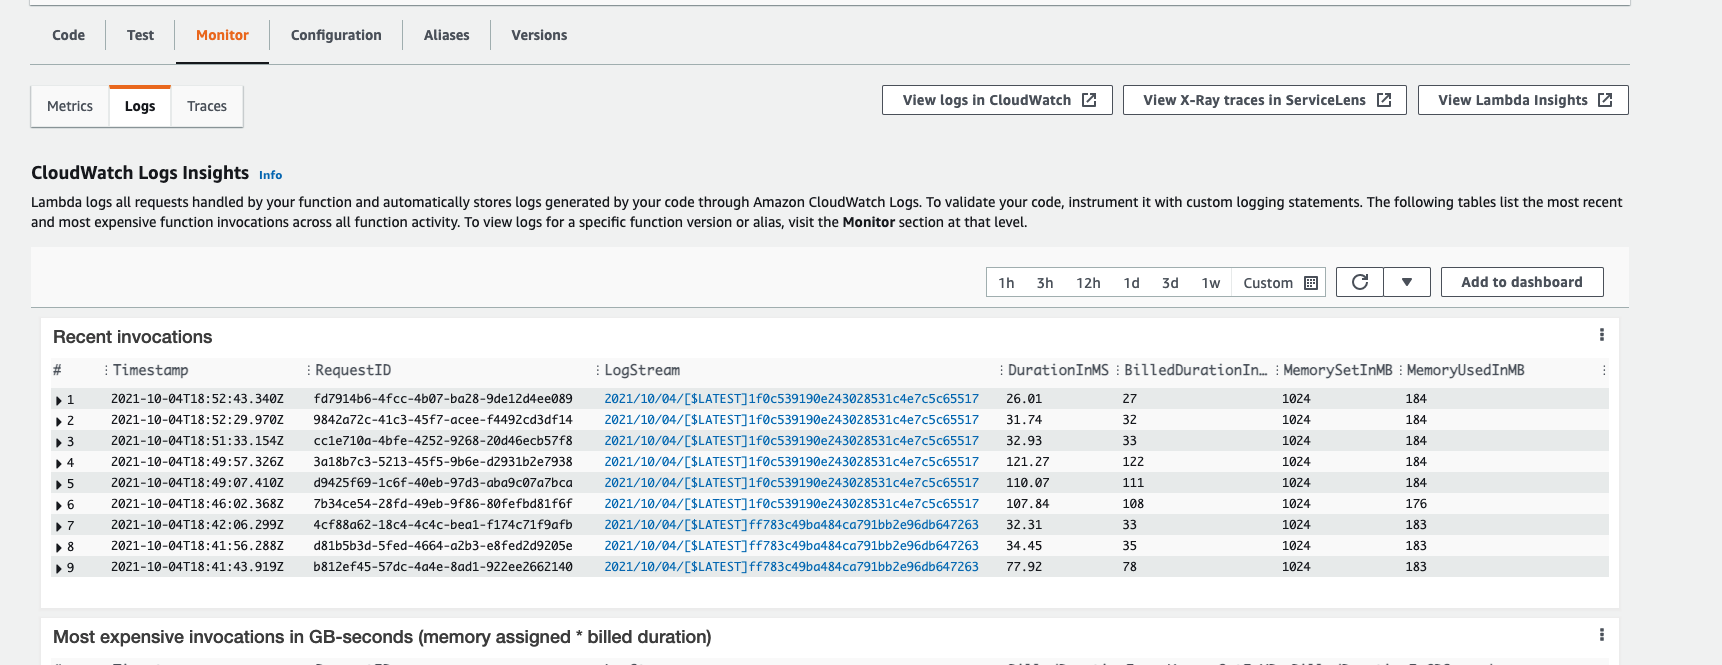 Code Test Monitor Configuration Aliases Versions
Metrics Logs Traces View logs in CloudWatch View X-Ray traces in ServiceLens View Lambda Insights
CloudWatch Logs Insights Info
Lambda logs all requests handled by your function and automatically stores logs generated by your code through Amazon CloudWatch Logs. To validate your code, instrument it with custom logging statements. The following tables list the most recent
and most expensive function invocations across all function activity. To view logs for a specific function version or alias, visit the Monitor section at that level.
1h 3h 12h 1d 3d 1w Custom Add to dashboard
Recent invocations
# Timestamp RequestID LogStream DurationInMS BilledDurationIn... MemorySetInMB MemoryUsedInMB
1 2021-10-04T18:52:43.340Z fd7914b6-4fcc-4b07-ba28-9de12d4ee089 2021/10/04/[$LATEST]1f0c539190e243028531c4e7c5c65517 26.01 27 1024 184
2 2021-10-04T18:52:29.970Z 9842a72c-41c3-45f7-acee-f4492cd3df14 2021/10/04/[$LATEST]1f0c539190e243028531c4e7c5c65517 31.74 32 1024 184
3 2021-10-04T18:51:33.154Z cc1e710a-4bfe-4252-9268-20d46ecb57f8 2021/10/04/[$LATEST]1f0c539190e243028531c4e7c5c65517 32.93 33 1024 184
4 2021-10-04T18:49:57.326Z 3a18b7c3-5213-45f5-9b6e-d2931b2e7938 2021/10/04/[$LATEST]1f0c539190e243028531c4e7c5c65517 121.27 122 1024 184
5 2021-10-04T18:49:07.410Z d9425f69-1c6f-40eb-97d3-aba9c07a7bca 2021/10/04/[$LATEST]1f0c539190e243028531c4e7c5c65517 110.07 111 1024 184
6 2021-10-04T18:46:02.368Z 7b34ce54-28fd-49eb-9f86-80fefbd81f6f 2021/10/04/[$LATEST]1f0c539190e243028531c4e7c5c65517 107.84 108 1024 176
7 2021-10-04T18:42:06.299Z 4cf88a62-18c4-4c4c-bea1-f174c71f9afb 2021/10/04/[$LATEST]ff783c49ba484ca791bb2e96db647263 32.31 33 1024 183
8 2021-10-04T18:41:56.288Z d81b5b3d-5fed-4664-a2b3-e8fed2d9205e 2021/10/04/[$LATEST]ff783c49ba484ca791bb2e96db647263 34.45 35 1024 183
9 2021-10-04T18:41:43.919Z b812ef45-57dc-4a4e-8ad1-922ee2662140 2021/10/04/[$LATEST]ff783c49ba484ca791bb2e96db647263 77.92 78 1024 183
Most expensive invocations in GB-seconds (memory assigned * billed duration)